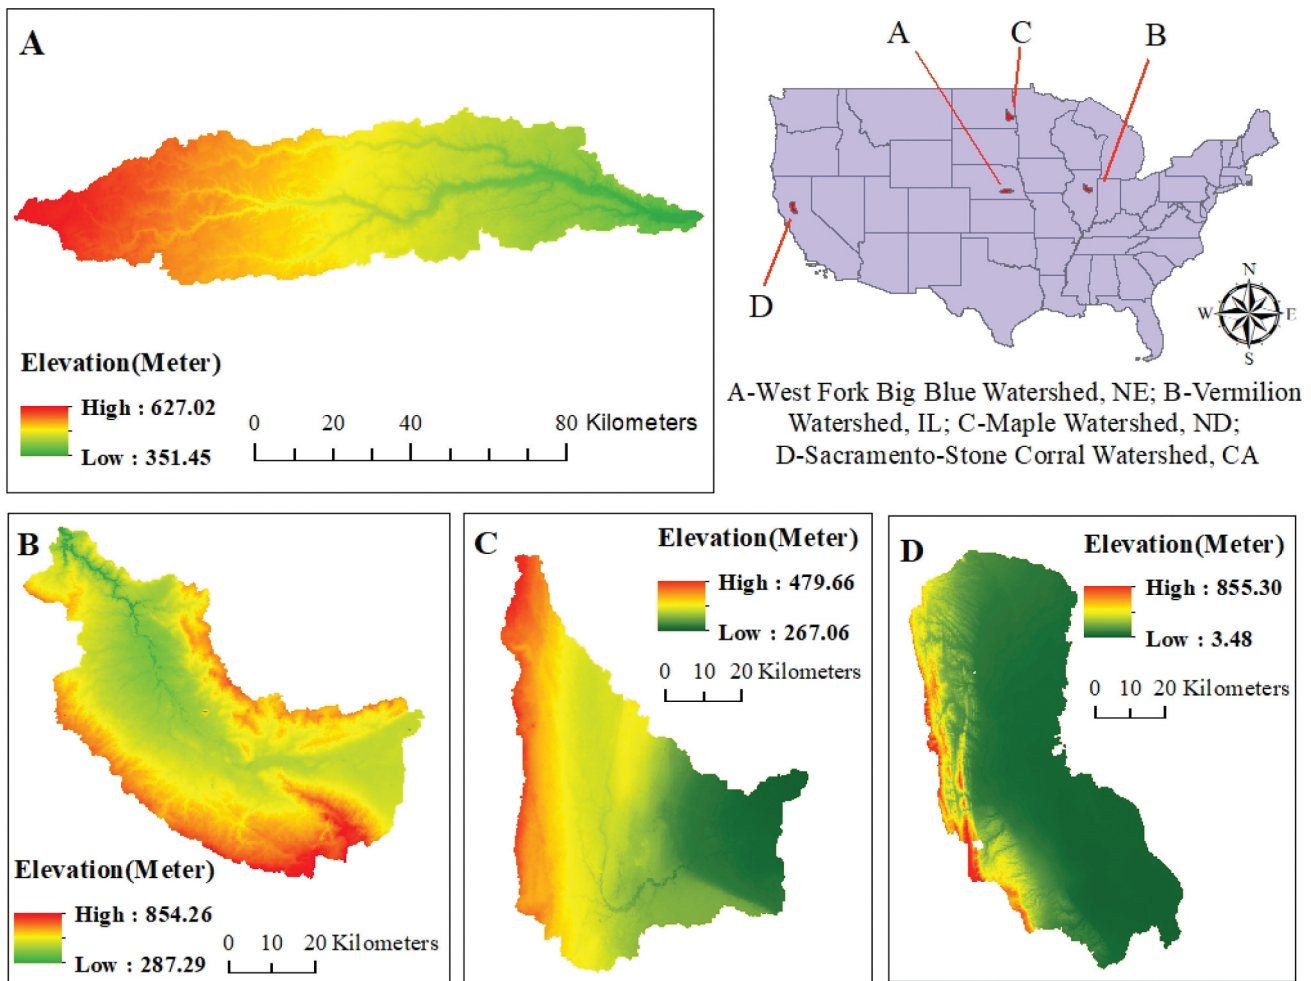 A
Elevation(Meter)
High : 627.02
Low : 351.45
0 20 40 80 Kilometers
A C B
D
N
W E
S
A-West Fork Big Blue Watershed, NE; B-Vermilion
Watershed, IL; C-Maple Watershed, ND;
D-Sacramento-Stone Corral Watershed, CA
B
Elevation(Meter)
High : 854.26
Low : 287.29
0 10 20 Kilometers
C
Elevation(Meter)
High : 479.66
Low : 267.06
0 10 20 Kilometers
D
Elevation(Meter)
High : 855.30
Low : 3.48
0 10 20 Kilometers